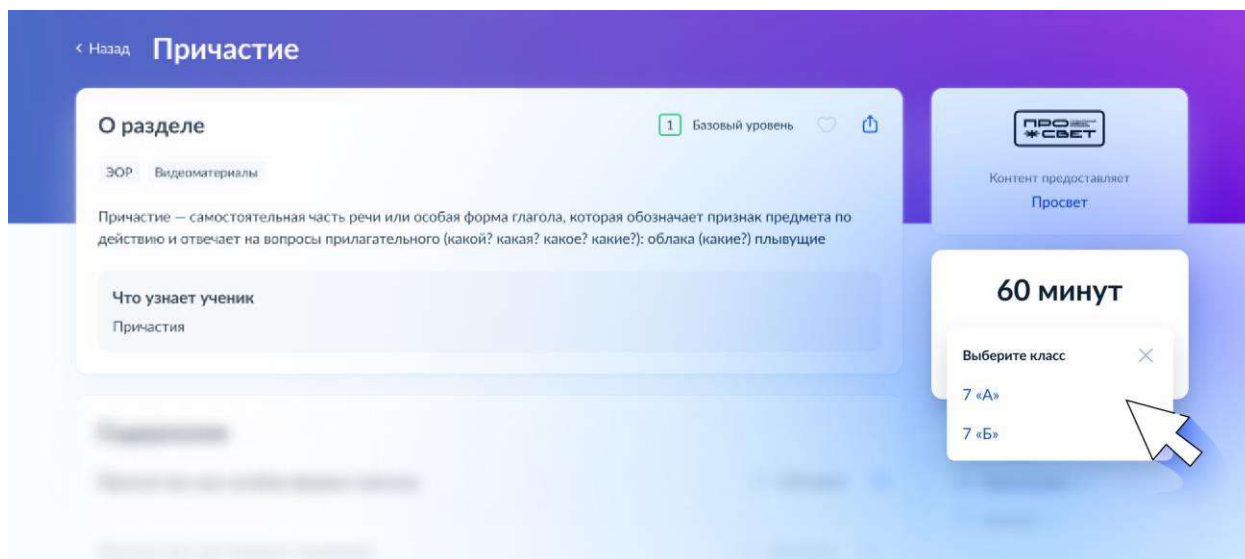 Назад Причастие
О разделе
1 Базовый уровень
ЭОР Видеоматериалы
Причастие — самостоятельная часть речи или особая форма глагола, которая обозначает признак предмета по
действию и отвечает на вопросы прилагательного (какой? какая? какое? какие?): облака (какие?) плывущие
Что узнает ученик
Причастия
ПРО
СВЕТ
Контент предоставляет
Просвет
60 минут
Выберите класс
7 «А»
7 «Б»